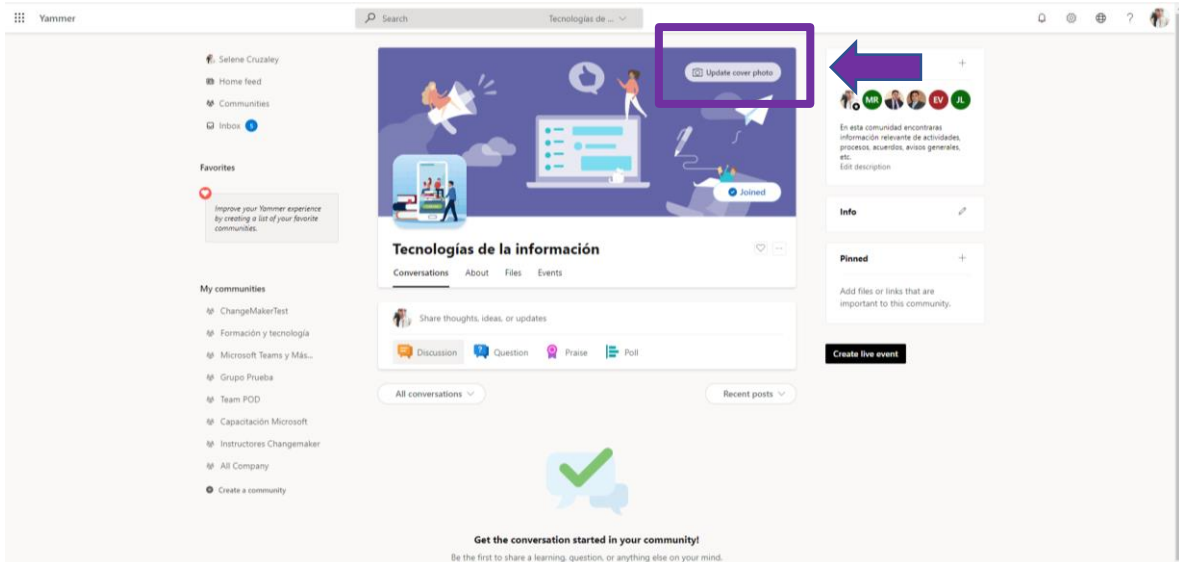 Yammer
Search
Tecnologías de ...
?
Update cover photo
Selene Cruzaley
Home feed
Communities
Inbox
Favorites
Improve your Yammer experience
by creating a list of your favorite
communities.
My communities
ChangeMakerTest
Formación y tecnología
Microsoft Teams y Más...
Grupo Prueba
Team POD
Capacitación Microsoft
Instructores Changemaker
All Company
Create a community
Joined
Tecnologías de la información
Conversations About Files Events
Share thoughts, ideas, or updates
Discussion Question Praise Poll
All conversations
Recent posts
Get the conversation started in your community!
Be the first to share a learning, question, or anything else on your mind.
MR EV JL
En esta comunidad encontraras
información relevante de actividades,
procesos, acuerdos, avisos generales,
etc.
Edit description
Info
Pinned
Add files or links that are
important to this community.
Create live event